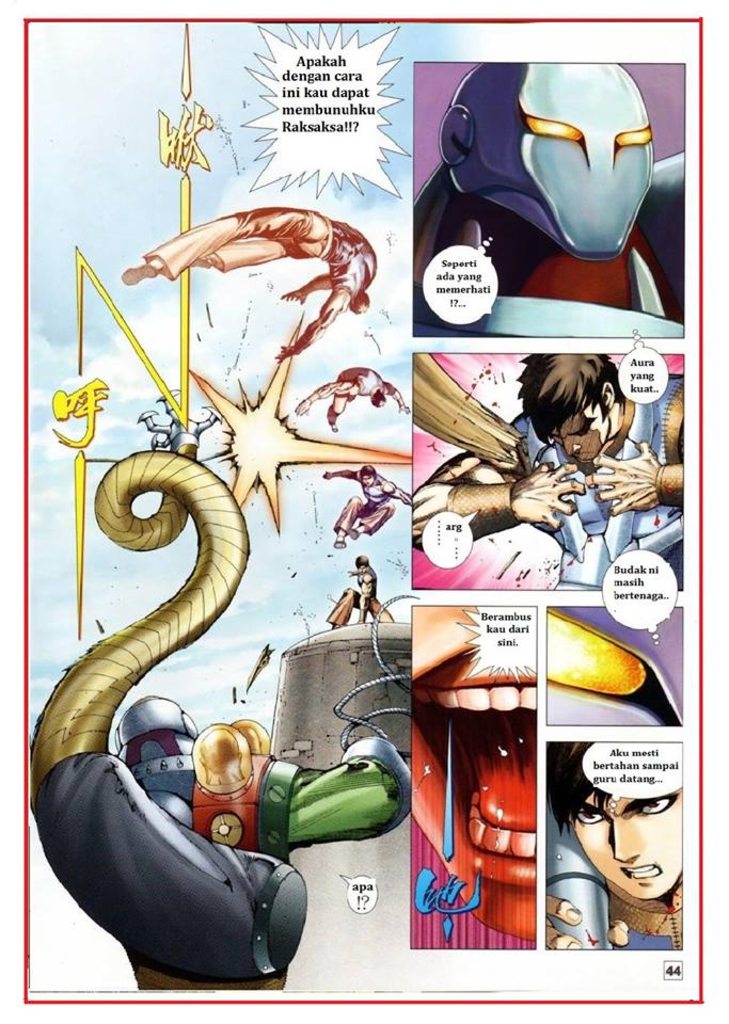 Apakah
dengan cara
ini kau dapat
membunuhku
Raksaksa!!?
Seperti
ada yang
memerhati
!?...
Aura
yang
kuat..
arg
Budak ni
masih
bertenaga..
Berambus
kau dari
sini.
Aku mesti
bertahan sampai
guru datang...
呼
apa
!?
44